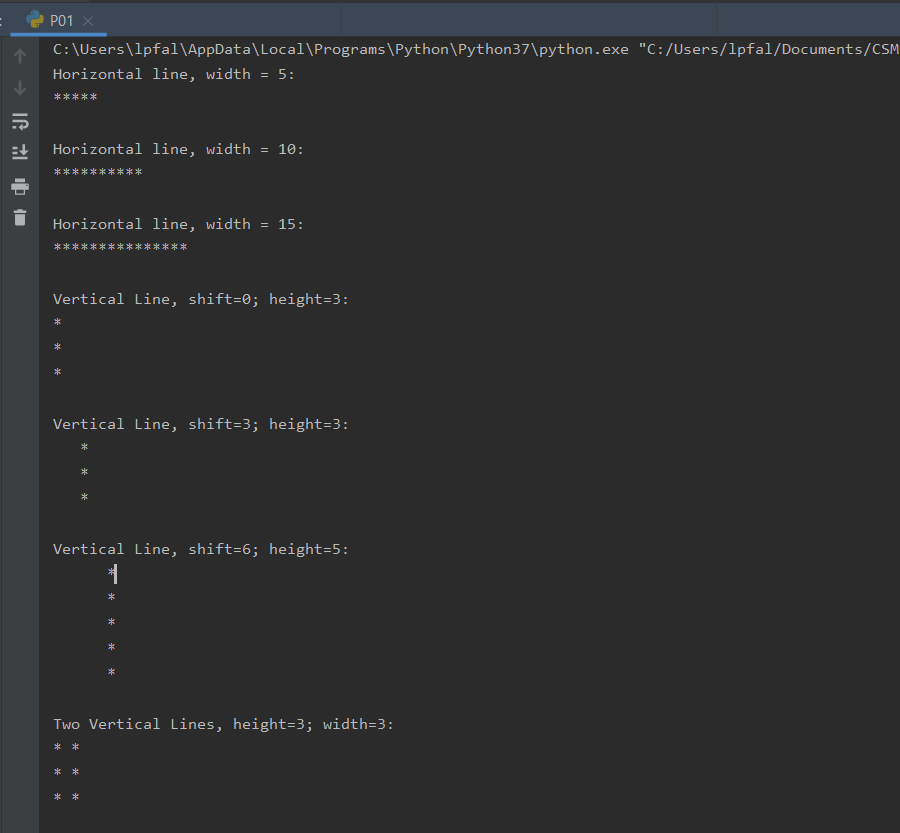 P01
C:\Users\lpfal\AppData\Local\Programs\Python\Python37\python.exe "C:/Users/lpfal/Documents/CSM
Horizontal line, width = 5:
*****
Horizontal line, width = 10:
**********
Horizontal line, width = 15:
***************
Vertical Line, shift=0; height=3:
*
*
*
Vertical Line, shift=3; height=3:
   *
   *
   *
Vertical Line, shift=6; height=5:
      *
      *
      *
      *
      *
Two Vertical Lines, height=3; width=3:
* *
* *
* *